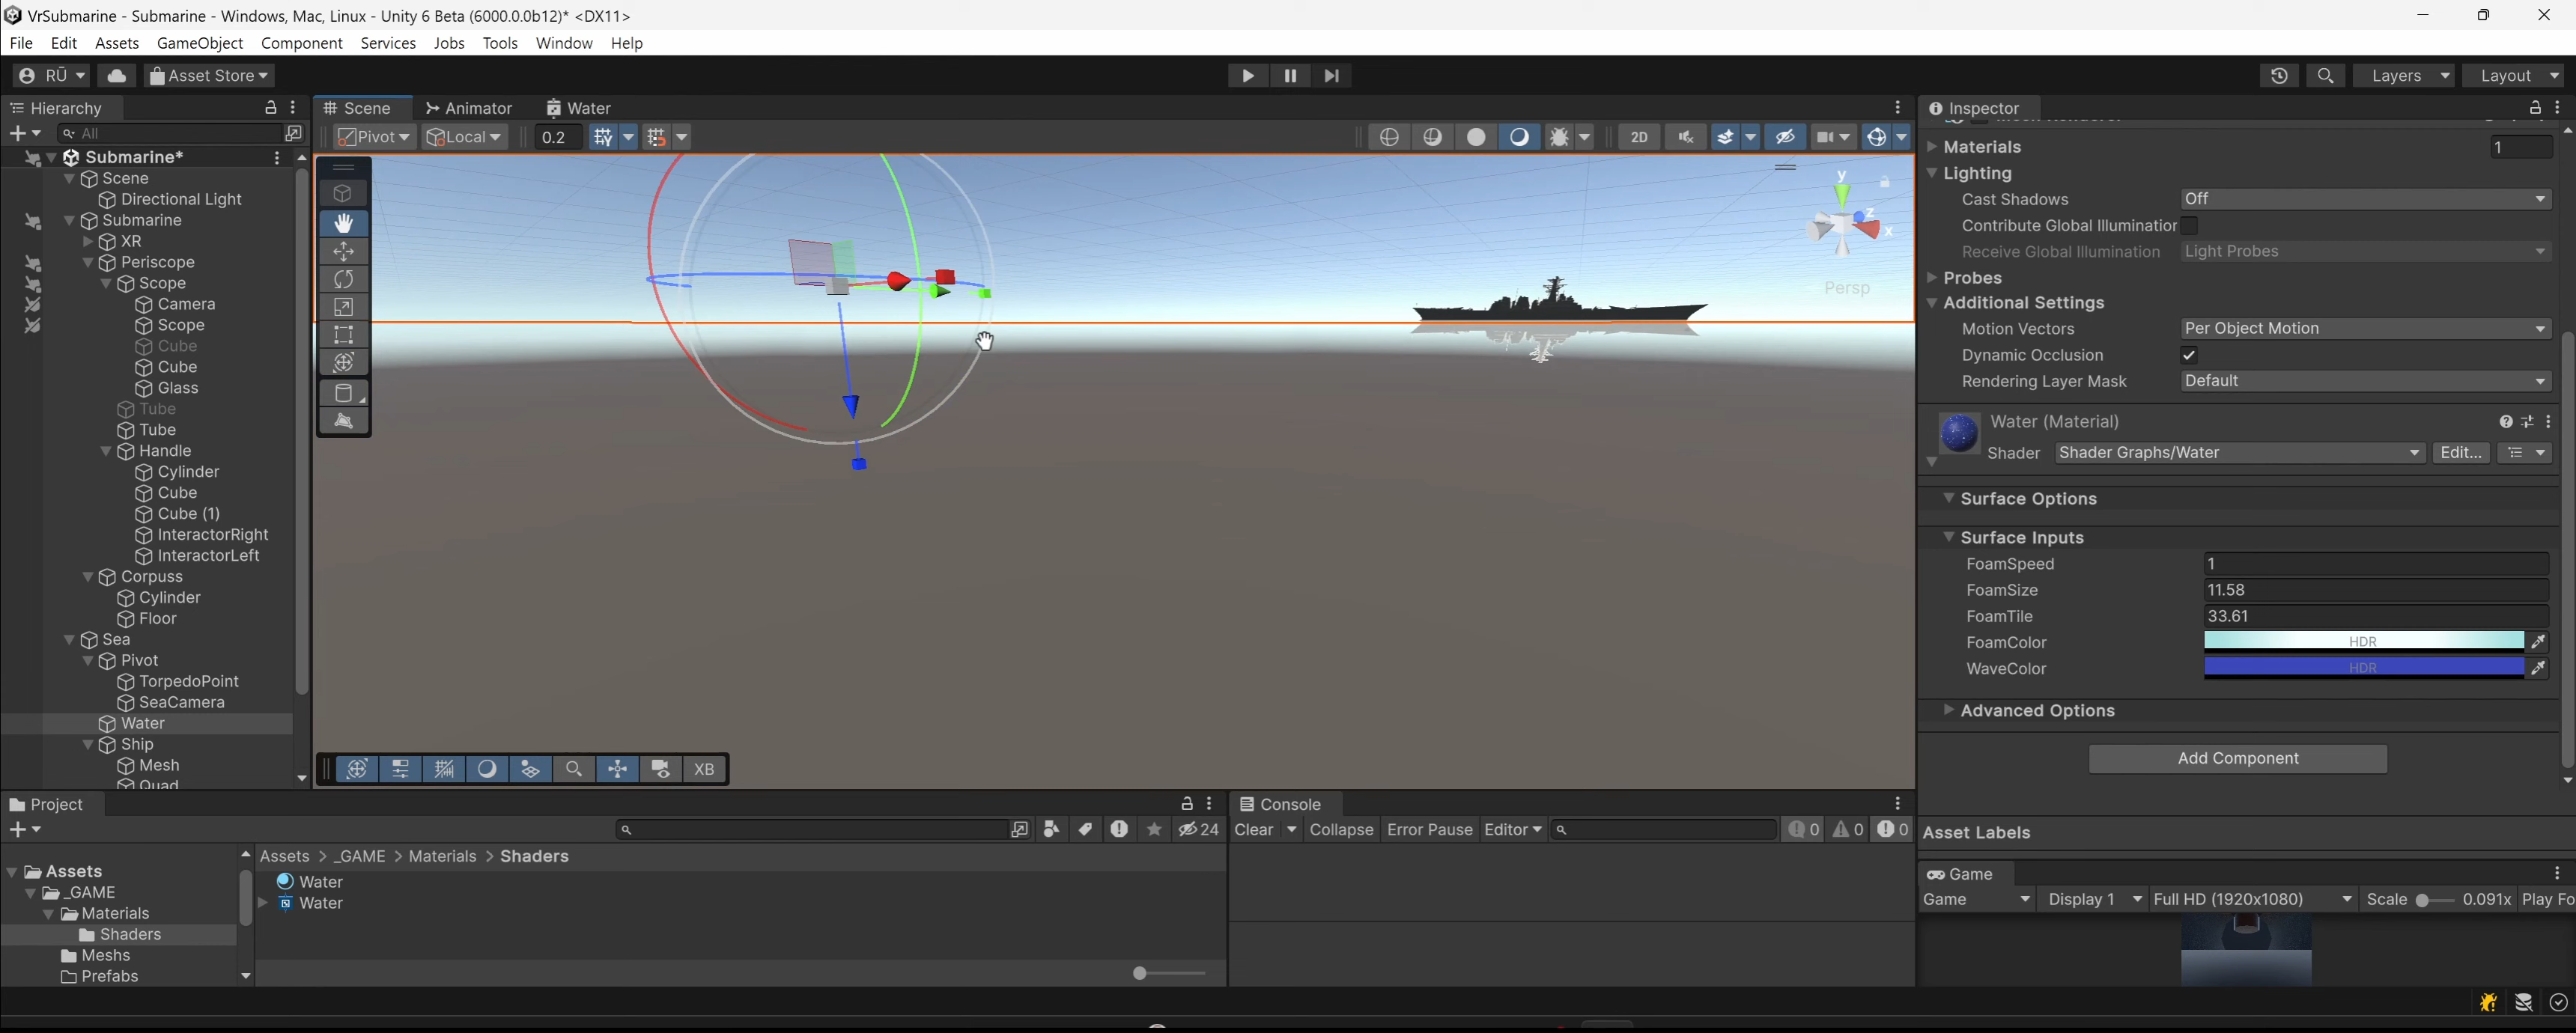 VrSubmarine - Submarine - Windows, Mac, Linux - Unity 6 Beta (6000.0.0b12)* <DX11>
File Edit Assets GameObject Component Services Jobs Tools Window Help
RŪ Asset Store Layers Layout
Hierarchy
All
Submarine*
Scene
Directional Light
Submarine
XR
Periscope
Scope
Camera
Scope
Cube
Cube
Glass
Tube
Tube
Handle
Cylinder
Cube
Cube (1)
InteractorRight
InteractorLeft
Corpuss
Cylinder
Floor
Sea
Pivot
TorpedoPoint
SeaCamera
Water
Ship
Mesh
Quad
Scene Animator Water
Pivot Local 0.2 2D
y
z
x
Persp
XB
Inspector
Materials 1
Lighting
Cast Shadows Off
Contribute Global Illumination
Receive Global Illumination Light Probes
Probes
Additional Settings
Motion Vectors Per Object Motion
Dynamic Occlusion
Rendering Layer Mask Default
Water (Material)
Shader Shader Graphs/Water Edit...
Surface Options
Surface Inputs
FoamSpeed 1
FoamSize 11.58
FoamTile 33.61
FoamColor HDR
WaveColor HDR
Advanced Options
Add Component
Asset Labels
Game
Game Display 1 Full HD (1920x1080) Scale 0.091x Play Fo
Project
24
Assets
_GAME
Materials
Shaders
Meshs
Prefabs
Assets > _GAME > Materials > Shaders
Water
Water
Console
Clear Collapse Error Pause Editor 0 0 0